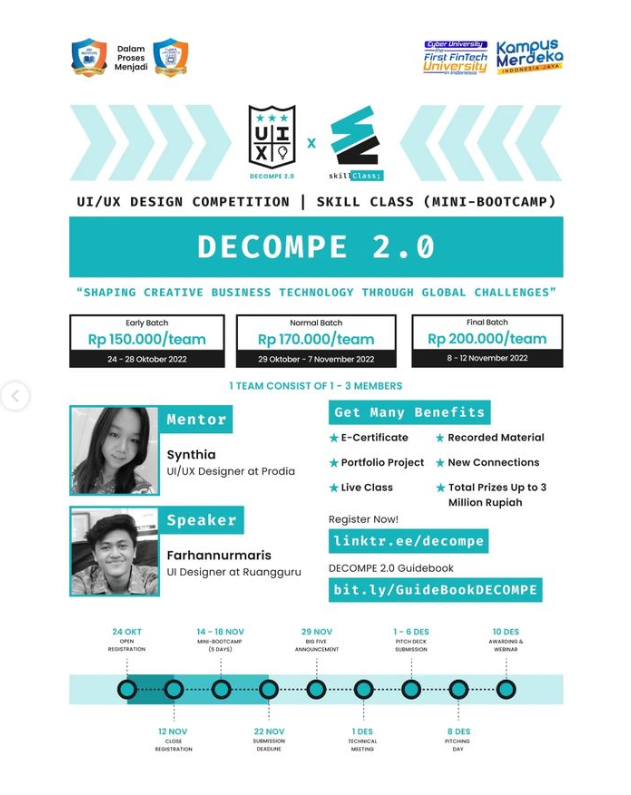 Dalam
Proses
Menjadi
Cyber University
The
First FinTech
University
in Indonesia
Kampus
Merdeka
INDONESIA JAYA
UI
X
x
DECOMPE 2.0
skillClass;
UI/UX DESIGN COMPETITION | SKILL CLASS (MINI-BOOTCAMP)
DECOMPE 2.0
“SHAPING CREATIVE BUSINESS TECHNOLOGY THROUGH GLOBAL CHALLENGES”
Early Batch
Rp 150.000/team
24 - 28 Oktober 2022
Normal Batch
Rp 170.000/team
29 Oktober - 7 November 2022
Final Batch
Rp 200.000/team
8 - 12 November 2022
1 TEAM CONSIST OF 1 - 3 MEMBERS
Mentor
Synthia
UI/UX Designer at Prodia
Speaker
Farhannurmaris
UI Designer at Ruangguru
Get Many Benefits
E-Certificate
Recorded Material
Portfolio Project
New Connections
Live Class
Total Prizes Up to 3
Million Rupiah
Register Now!
linktr.ee/decompe
DECOMPE 2.0 Guidebook
bit.ly/GuideBookDECOMPE
24 OKT
OPEN
REGISTRATION
12 NOV
CLOSE
REGISTRATION
14 - 18 NOV
MINI-BOOTCAMP
(5 DAYS)
22 NOV
SUBMISSION
DEADLINE
29 NOV
BIG FIVE
ANNOUNCEMENT
1 DES
TECHNICAL
MEETING
1 - 6 DES
PITCH DECK
SUBMISSION
8 DES
PITCHING
DAY
10 DES
AWARDING &
WEBINAR